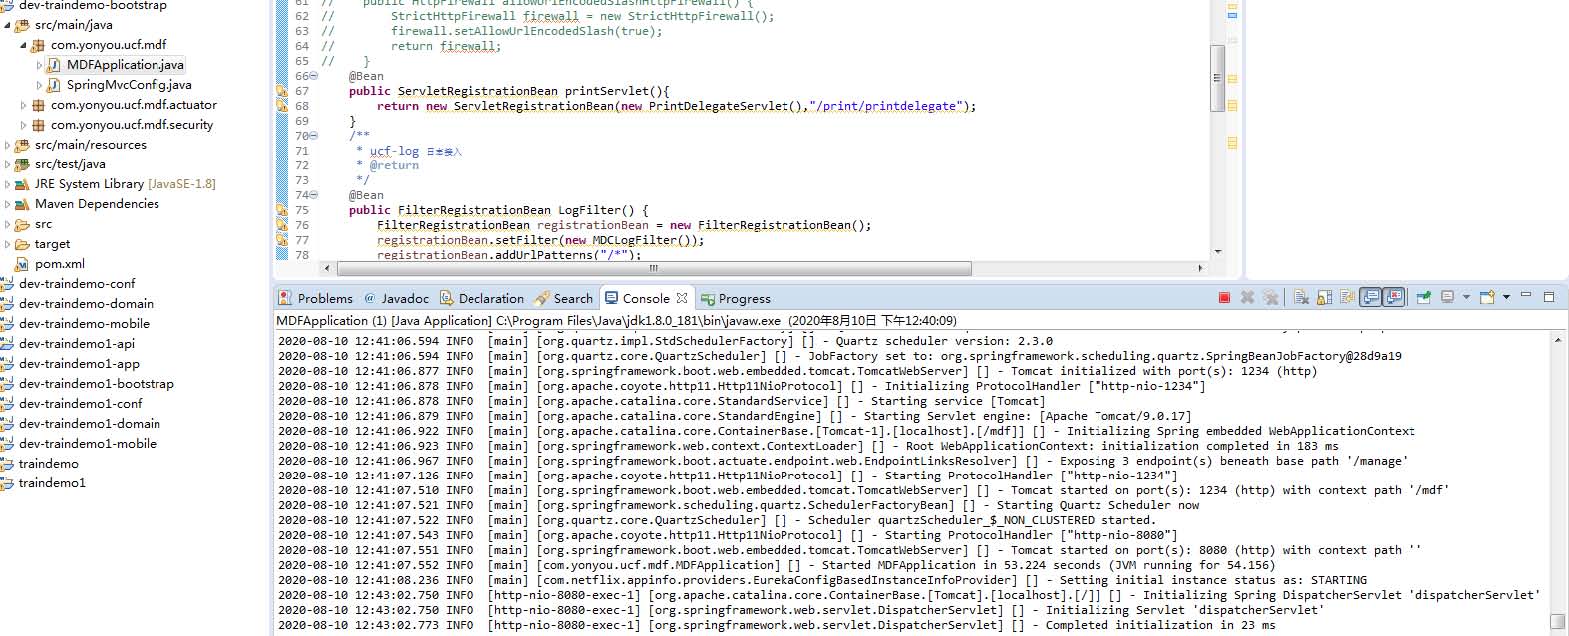 dev-traindemo-bootstrap
src/main/java
com.yonyou.ucf.mdf
MDFApplication.java
SpringMvcConfig.java
com.yonyou.ucf.mdf.actuator
com.yonyou.ucf.mdf.security
src/main/resources
src/test/java
JRE System Library [JavaSE-1.8]
Maven Dependencies
src
target
pom.xml
dev-traindemo-conf
dev-traindemo-domain
dev-traindemo-mobile
dev-traindemo1-api
dev-traindemo1-app
dev-traindemo1-bootstrap
dev-traindemo1-conf
dev-traindemo1-domain
dev-traindemo1-mobile
traindemo
traindemo1
61 // public HttpFirewall allowUrlEncodedSlashHttpFirewall() {
62 // StrictHttpFirewall firewall = new StrictHttpFirewall();
63 // firewall.setAllowUrlEncodedSlash(true);
64 // return firewall;
65 // }
66 @Bean
67 public ServletRegistrationBean printServlet(){
68 return new ServletRegistrationBean(new PrintDelegateServlet(),"/print/printdelegate");
69 }
70 /**
71 * ucf-log 日志接入
72 * @return
73 */
74 @Bean
75 public FilterRegistrationBean LogFilter() {
76 FilterRegistrationBean registrationBean = new FilterRegistrationBean();
77 registrationBean.setFilter(new MDCLogFilter());
78 registrationBean.addUrlPatterns("/*");
Problems @ Javadoc Declaration Search Console Progress
MDFApplication (1) [Java Application] C:\Program Files\Java\jdk1.8.0_181\bin\javaw.exe (2020年8月10日 下午12:40:09)
2020-08-10 12:41:06.594 INFO [main] [org.quartz.impl.StdSchedulerFactory] [] - Quartz scheduler version: 2.3.0
2020-08-10 12:41:06.594 INFO [main] [org.quartz.core.QuartzScheduler] [] - JobFactory set to: org.springframework.scheduling.quartz.SpringBeanJobFactory@28d9a19
2020-08-10 12:41:06.877 INFO [main] [org.springframework.boot.web.embedded.tomcat.TomcatWebServer] [] - Tomcat initialized with port(s): 1234 (http)
2020-08-10 12:41:06.878 INFO [main] [org.apache.coyote.http11.Http11NioProtocol] [] - Initializing ProtocolHandler ["http-nio-1234"]
2020-08-10 12:41:06.878 INFO [main] [org.apache.catalina.core.StandardService] [] - Starting service [Tomcat]
2020-08-10 12:41:06.879 INFO [main] [org.apache.catalina.core.StandardEngine] [] - Starting Servlet engine: [Apache Tomcat/9.0.17]
2020-08-10 12:41:06.922 INFO [main] [org.apache.catalina.core.ContainerBase.[Tomcat-1].[localhost].[/mdf]] [] - Initializing Spring embedded WebApplicationContext
2020-08-10 12:41:06.923 INFO [main] [org.springframework.web.context.ContextLoader] [] - Root WebApplicationContext: initialization completed in 183 ms
2020-08-10 12:41:06.967 INFO [main] [org.springframework.boot.actuate.endpoint.web.EndpointLinksResolver] [] - Exposing 3 endpoint(s) beneath base path '/manage'
2020-08-10 12:41:07.126 INFO [main] [org.apache.coyote.http11.Http11NioProtocol] [] - Starting ProtocolHandler ["http-nio-1234"]
2020-08-10 12:41:07.510 INFO [main] [org.springframework.boot.web.embedded.tomcat.TomcatWebServer] [] - Tomcat started on port(s): 1234 (http) with context path '/mdf'
2020-08-10 12:41:07.521 INFO [main] [org.springframework.scheduling.quartz.SchedulerFactoryBean] [] - Starting Quartz Scheduler now
2020-08-10 12:41:07.522 INFO [main] [org.quartz.core.QuartzScheduler] [] - Scheduler quartzScheduler_$_NON_CLUSTERED started.
2020-08-10 12:41:07.543 INFO [main] [org.apache.coyote.http11.Http11NioProtocol] [] - Starting ProtocolHandler ["http-nio-8080"]
2020-08-10 12:41:07.551 INFO [main] [org.springframework.boot.web.embedded.tomcat.TomcatWebServer] [] - Tomcat started on port(s): 8080 (http) with context path ''
2020-08-10 12:41:07.552 INFO [main] [com.yonyou.ucf.mdf.MDFApplication] [] - Started MDFApplication in 53.224 seconds (JVM running for 54.156)
2020-08-10 12:41:08.236 INFO [main] [com.netflix.appinfo.providers.EurekaConfigBasedInstanceInfoProvider] [] - Setting initial instance status as: STARTING
2020-08-10 12:43:02.750 INFO [http-nio-8080-exec-1] [org.apache.catalina.core.ContainerBase.[Tomcat].[localhost].[/]] [] - Initializing Spring DispatcherServlet 'dispatcherServlet'
2020-08-10 12:43:02.750 INFO [http-nio-8080-exec-1] [org.springframework.web.servlet.DispatcherServlet] [] - Initializing Servlet 'dispatcherServlet'
2020-08-10 12:43:02.773 INFO [http-nio-8080-exec-1] [org.springframework.web.servlet.DispatcherServlet] [] - Completed initialization in 23 ms